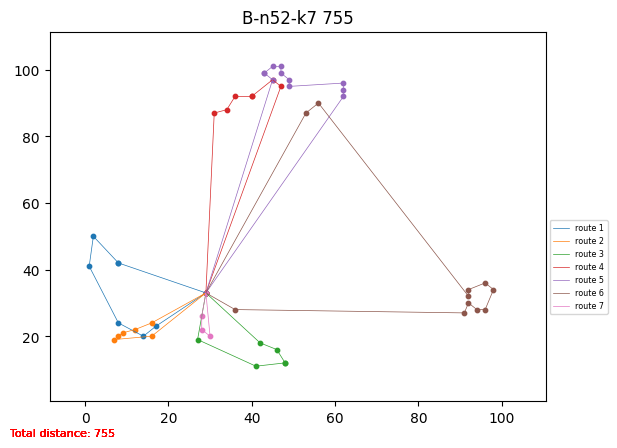 B-n52-k7 755
100
80
60
40
20
0
20
40
60
80
100
route 1
route 2
route 3
route 4
route 5
route 6
route 7
Total distance: 755